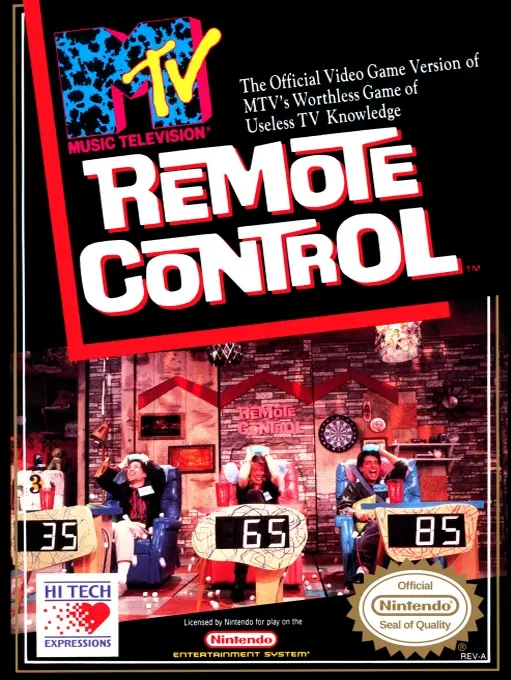 MTV
MUSIC TELEVISION®
The Official Video Game Version of
MTV's Worthless Game of
Useless TV Knowledge
REMOTE
CONTROL™
REMOTE
CONTROL
3
35
65
85
HI TECH
EXPRESSIONS
Licensed by Nintendo for play on the
Nintendo
ENTERTAINMENT SYSTEM®
Official
Nintendo®
Seal of Quality
®
REV-A